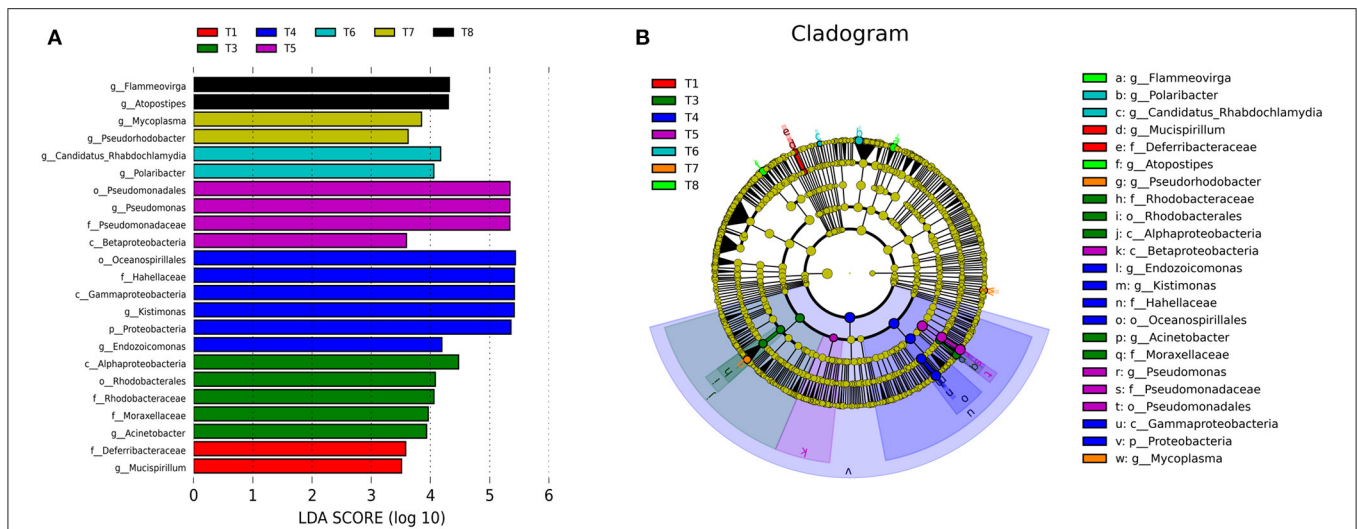 A
T1 T4 T6 T7 T8
T3 T5
g__Flammeovirga
g__Atopostipes
g__Mycoplasma
g__Pseudorhodobacter
g__Candidatus_Rhabdochlamydia
g__Polaribacter
o__Pseudomonadales
g__Pseudomonas
f__Pseudomonadaceae
c__Betaproteobacteria
o__Oceanospirillales
f__Hahellaceae
c__Gammaproteobacteria
g__Kistimonas
p__Proteobacteria
g__Endozoicomonas
c__Alphaproteobacteria
o__Rhodobacterales
f__Rhodobacteraceae
f__Moraxellaceae
g__Acinetobacter
f__Deferribacteraceae
g__Mucispirillum
0 1 2 3 4 5 6
LDA SCORE (log 10)
B
Cladogram
T1
T3
T4
T5
T6
T7
T8
e
j
k
v
u
o
t
a: g__Flammeovirga
b: g__Polaribacter
c: g__Candidatus_Rhabdochlamydia
d: g__Mucispirillum
e: f__Deferribacteraceae
f: g__Atopostipes
g: g__Pseudorhodobacter
h: f__Rhodobacteraceae
i: o__Rhodobacterales
j: c__Alphaproteobacteria
k: c__Betaproteobacteria
l: g__Endozoicomonas
m: g__Kistimonas
n: f__Hahellaceae
o: o__Oceanospirillales
p: g__Acinetobacter
q: f__Moraxellaceae
r: g__Pseudomonas
s: f__Pseudomonadaceae
t: o__Pseudomonadales
u: c__Gammaproteobacteria
v: p__Proteobacteria
w: g__Mycoplasma